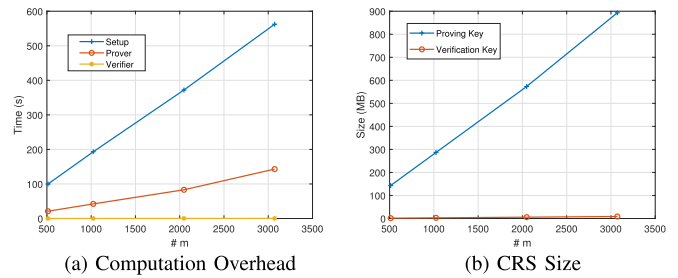 600
500
400
300
200
100
0
Time (s)
Setup
Prover
Verifier
500 1000 1500 2000 2500 3000 3500
# m
(a) Computation Overhead
900
800
700
600
500
400
300
200
100
0
Size (MB)
Proving Key
Verification Key
500 1000 1500 2000 2500 3000 3500
# m
(b) CRS Size